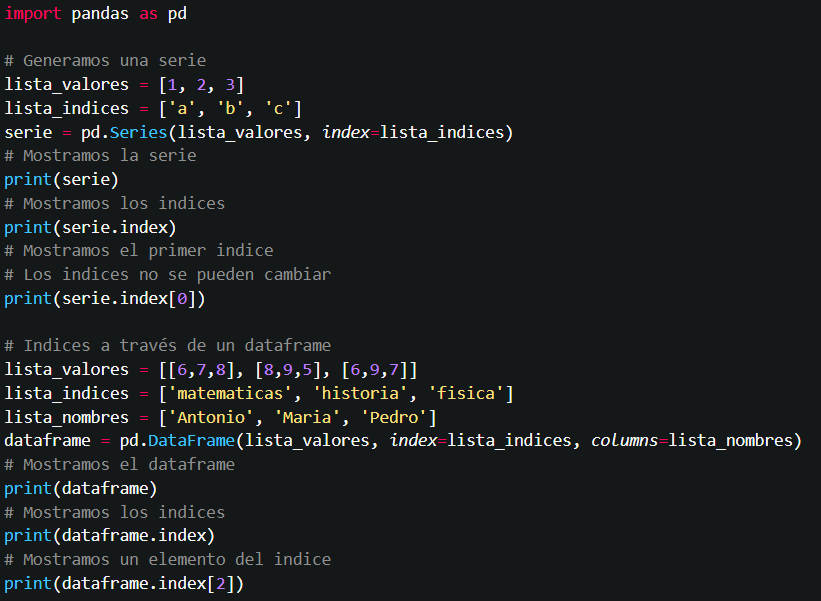 import pandas as pd
# Generamos una serie
lista_valores = [1, 2, 3]
lista_indices = ['a', 'b', 'c']
serie = pd.Series(lista_valores, index=lista_indices)
# Mostramos la serie
print(serie)
# Mostramos los indices
print(serie.index)
# Mostramos el primer indice
# Los indices no se pueden cambiar
print(serie.index[0])
# Indices a través de un dataframe
lista_valores = [[6,7,8], [8,9,5], [6,9,7]]
lista_indices = ['matematicas', 'historia', 'fisica']
lista_nombres = ['Antonio', 'Maria', 'Pedro']
dataframe = pd.DataFrame(lista_valores, index=lista_indices, columns=lista_nombres)
# Mostramos el dataframe
print(dataframe)
# Mostramos los indices
print(dataframe.index)
# Mostramos un elemento del indice
print(dataframe.index[2])